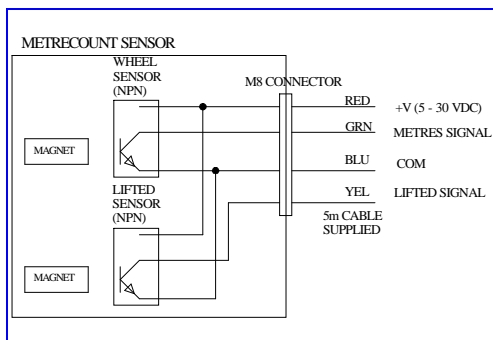 METRECOUNT SENSOR
WHEEL
SENSOR
(NPN)
M8 CONNECTOR
RED
+V (5 - 30 VDC)
GRN
METRES SIGNAL
MAGNET
BLU
COM
LIFTED
SENSOR
(NPN)
YEL
LIFTED SIGNAL
5m CABLE
SUPPLIED
MAGNET